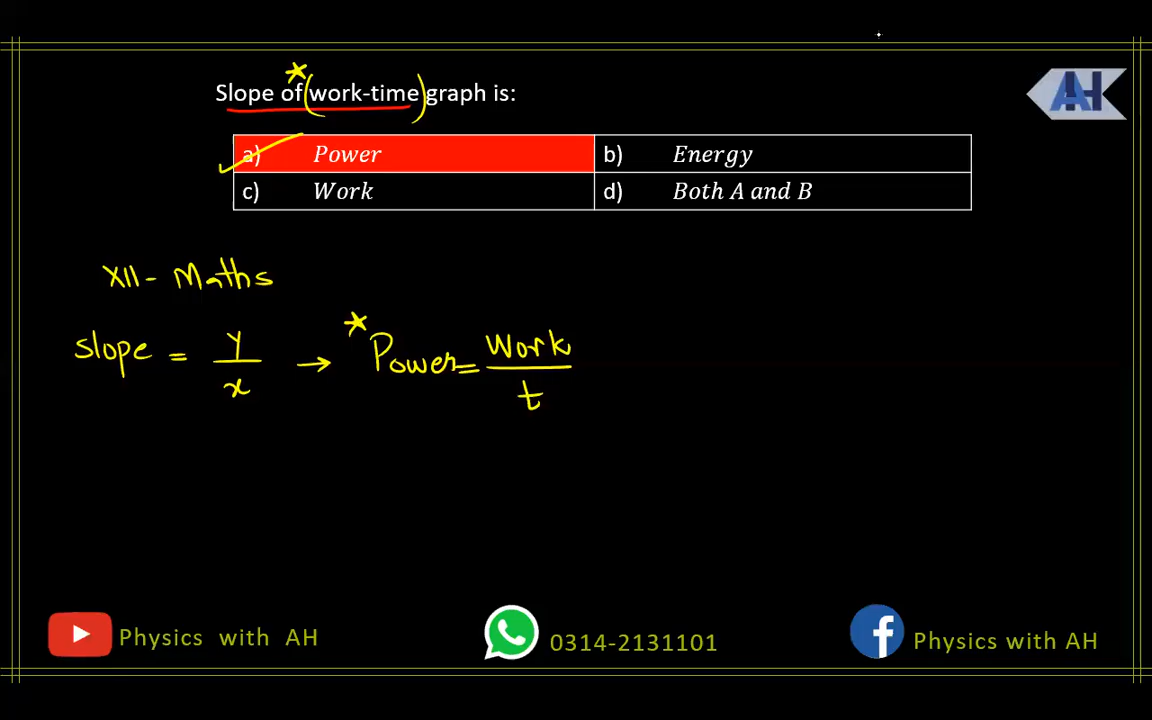 Slope of (work-time) graph is:
a) Power b) Energy
c) Work d) Both A and B
XII - Maths
slope = y/x → * Power = Work/t
Physics with AH 0314-2131101 Physics with AH
AH